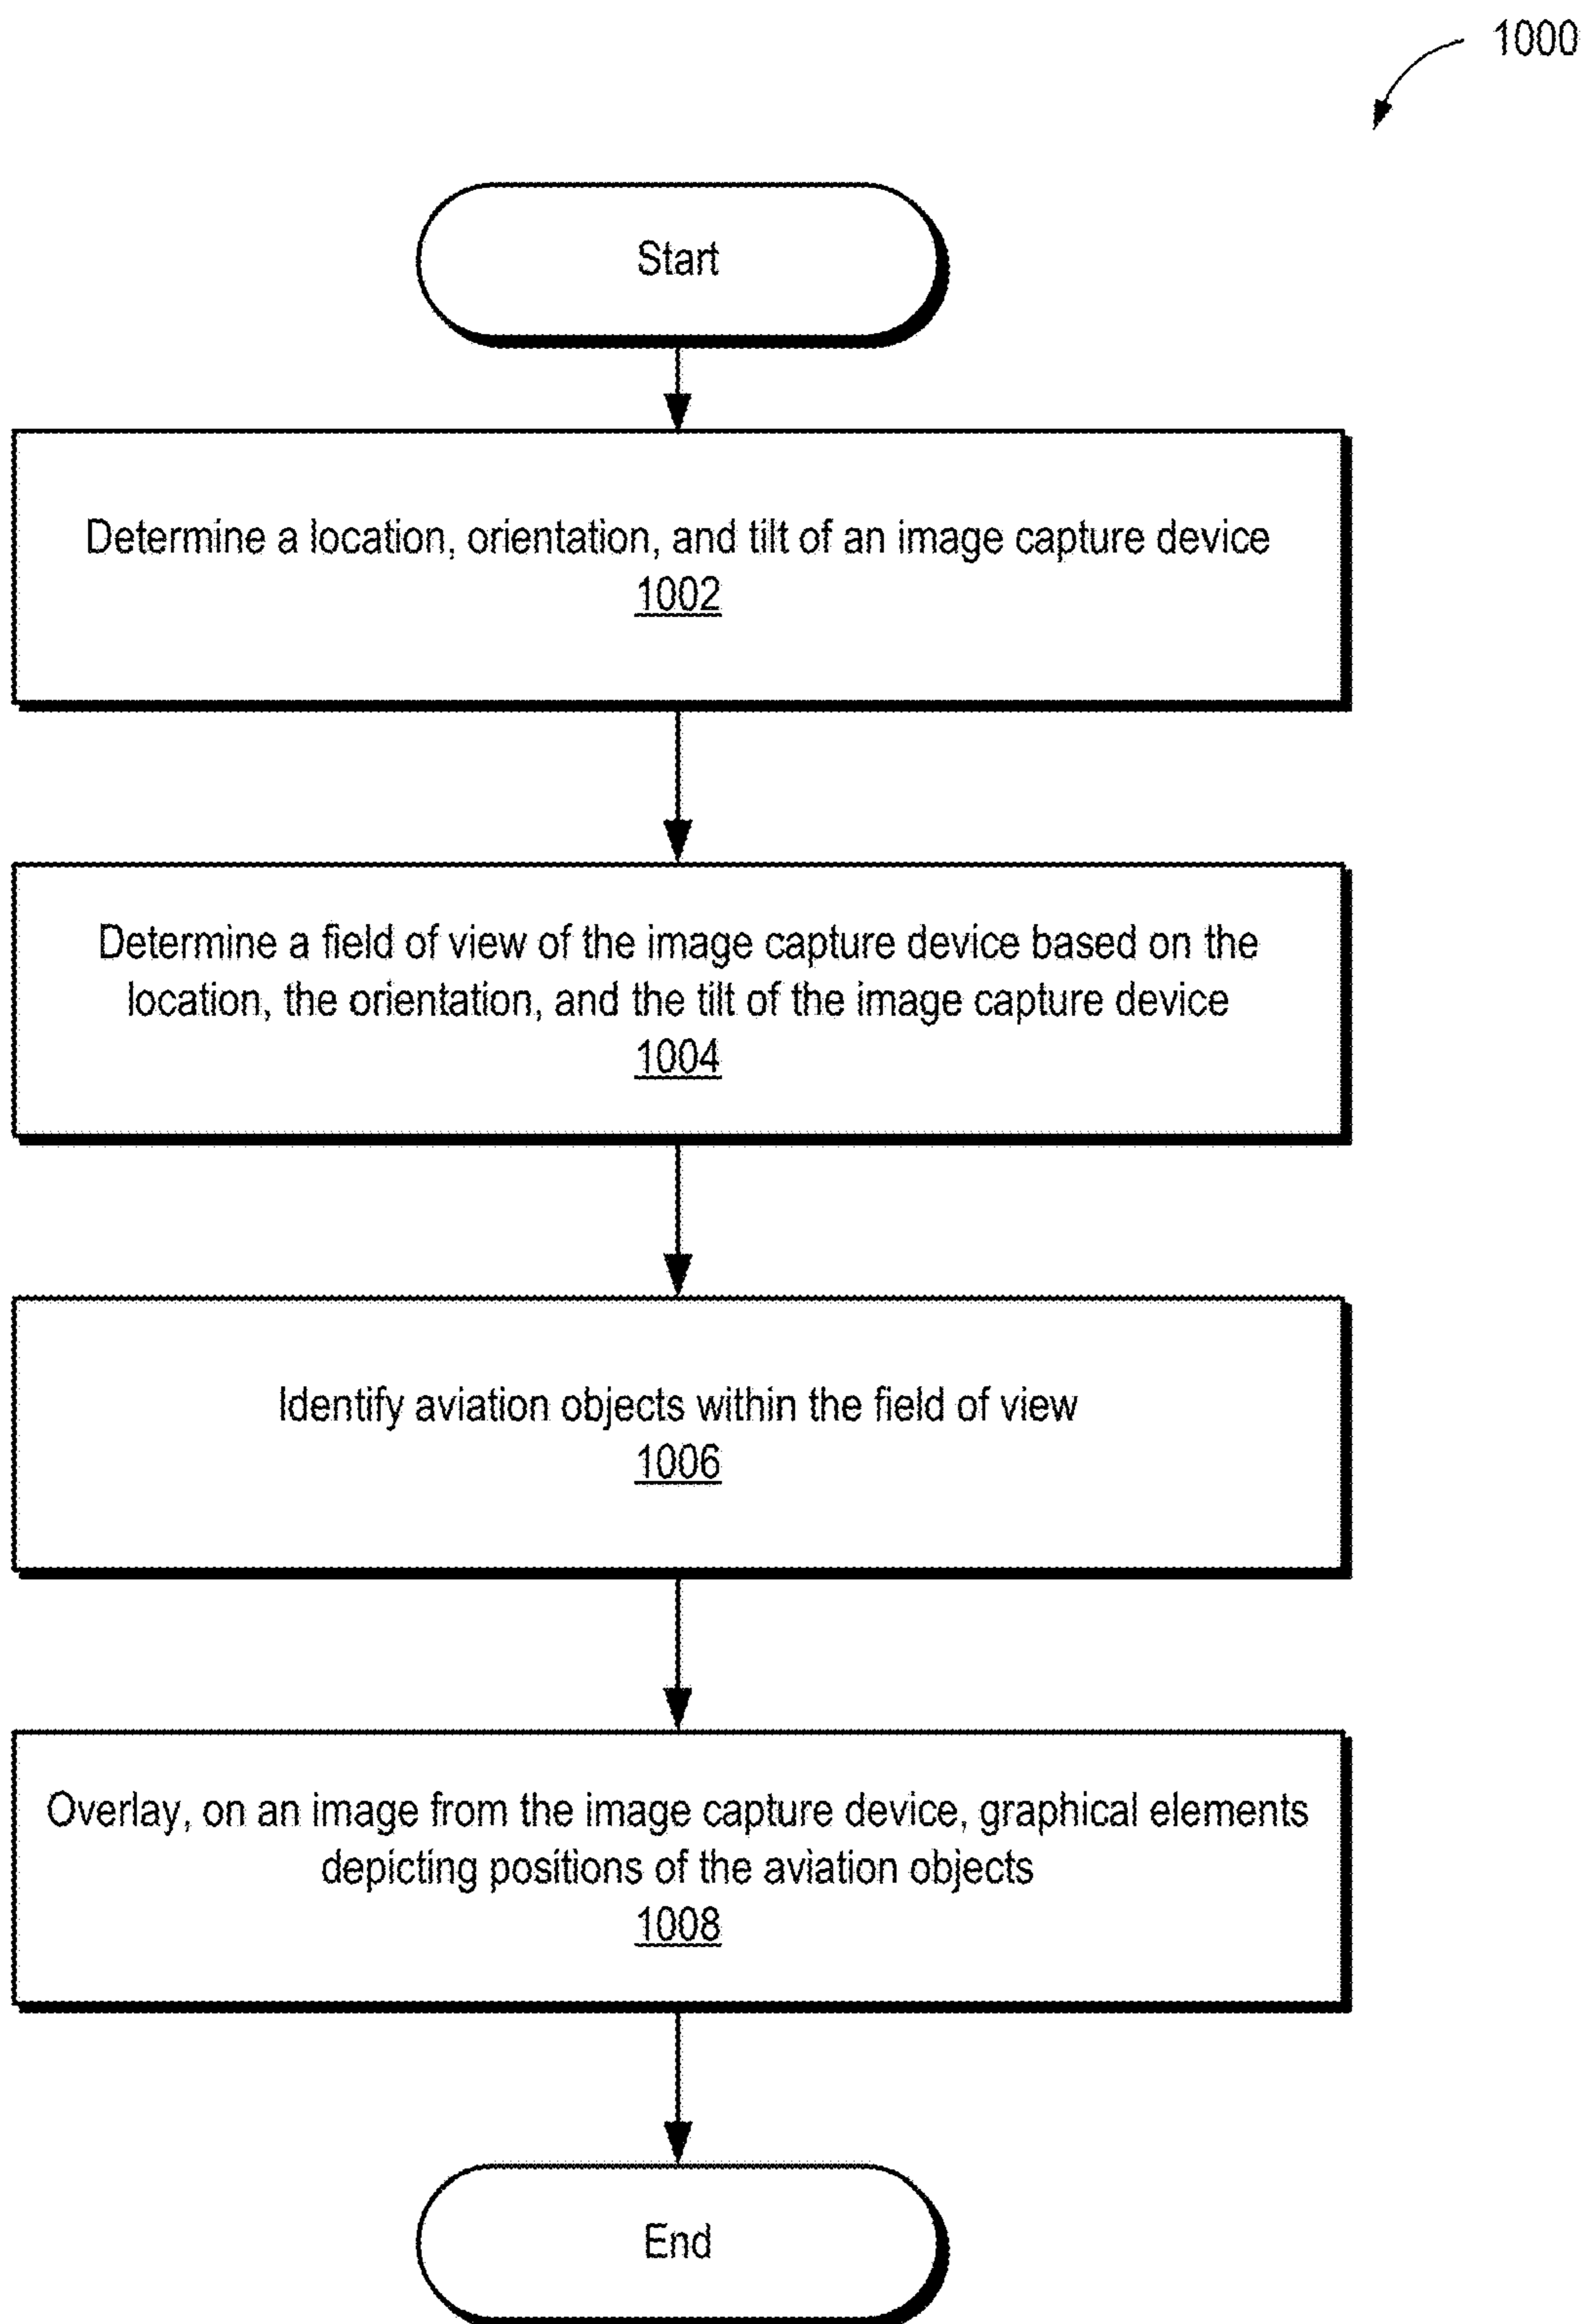 1000
Start
Determine a location, orientation, and tilt of an image capture device
1002
Determine a field of view of the image capture device based on the
location, the orientation, and the tilt of the image capture device
1004
Identify aviation objects within the field of view
1006
Overlay, on an image from the image capture device, graphical elements
depicting positions of the aviation objects
1008
End